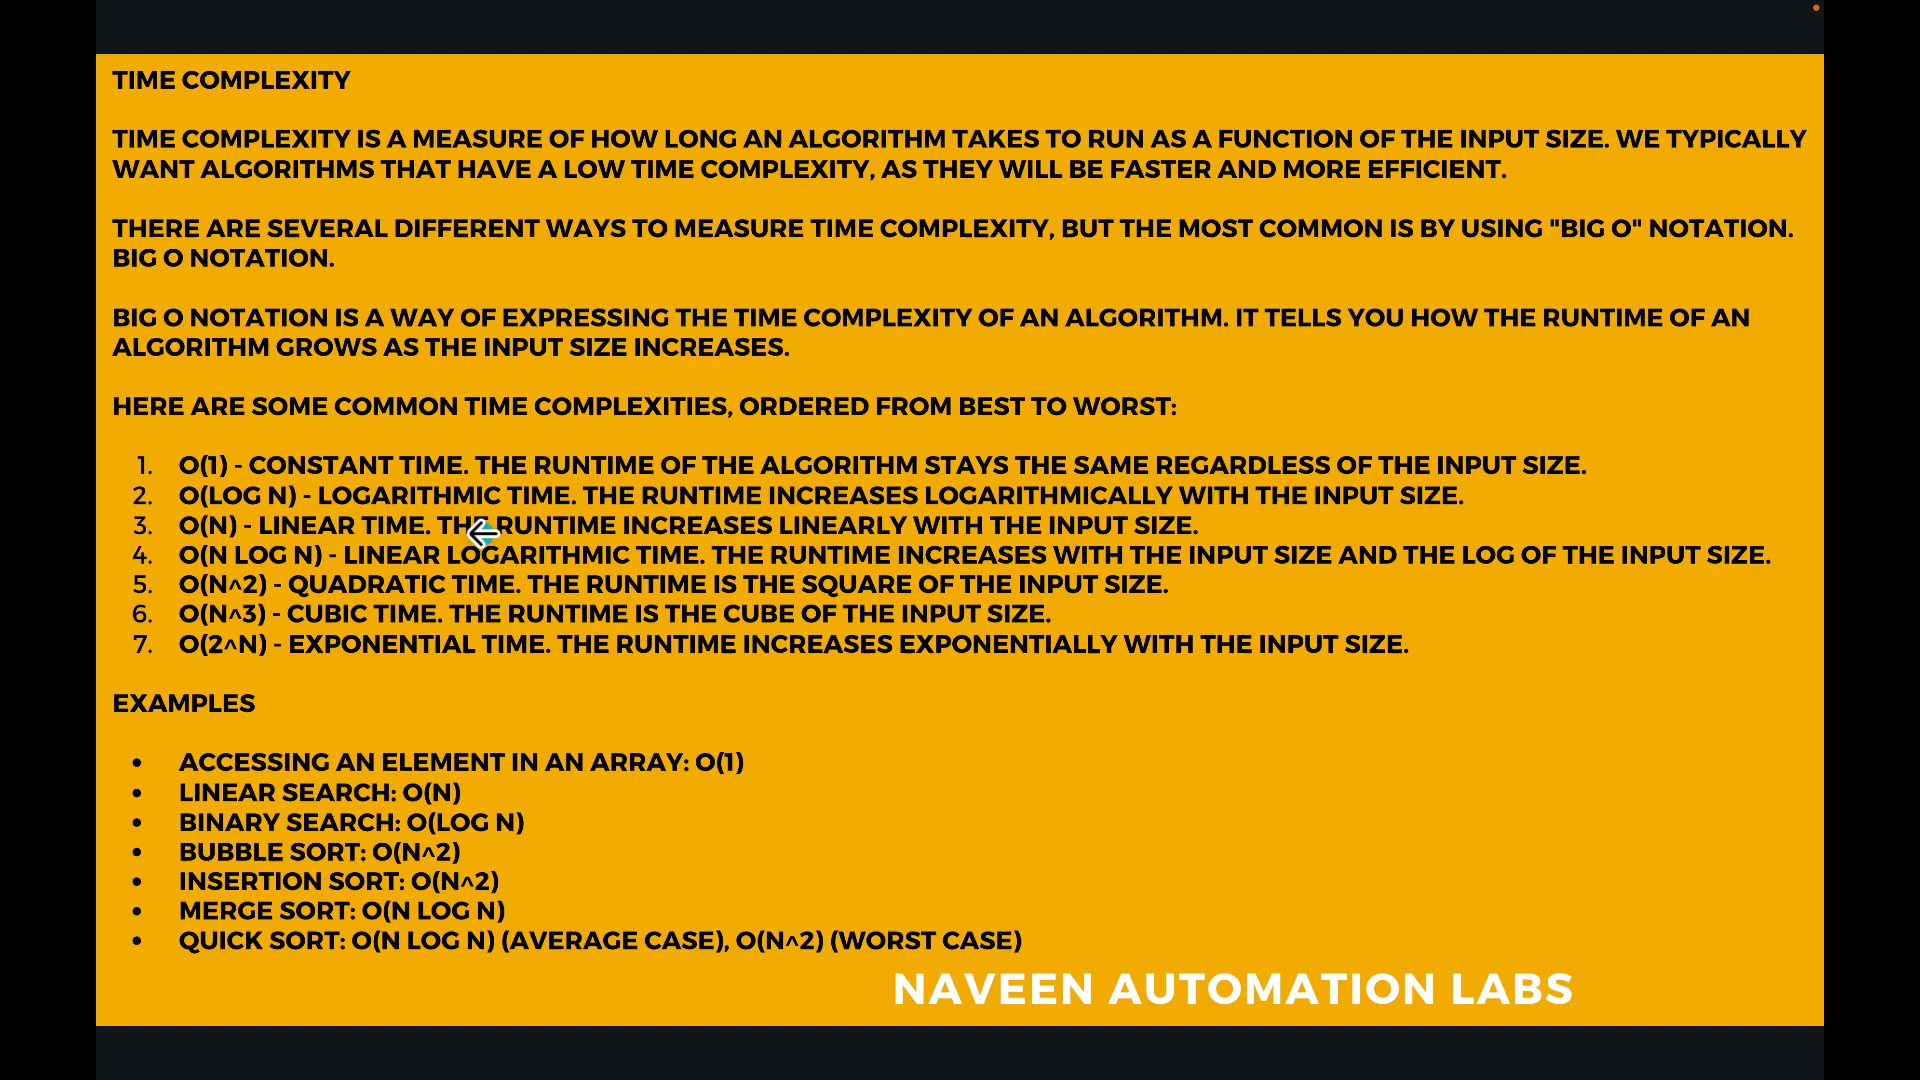 TIME COMPLEXITY
TIME COMPLEXITY IS A MEASURE OF HOW LONG AN ALGORITHM TAKES TO RUN AS A FUNCTION OF THE INPUT SIZE. WE TYPICALLY
WANT ALGORITHMS THAT HAVE A LOW TIME COMPLEXITY, AS THEY WILL BE FASTER AND MORE EFFICIENT.
THERE ARE SEVERAL DIFFERENT WAYS TO MEASURE TIME COMPLEXITY, BUT THE MOST COMMON IS BY USING "BIG O" NOTATION.
BIG O NOTATION.
BIG O NOTATION IS A WAY OF EXPRESSING THE TIME COMPLEXITY OF AN ALGORITHM. IT TELLS YOU HOW THE RUNTIME OF AN
ALGORITHM GROWS AS THE INPUT SIZE INCREASES.
HERE ARE SOME COMMON TIME COMPLEXITIES, ORDERED FROM BEST TO WORST:
1. O(1) - CONSTANT TIME. THE RUNTIME OF THE ALGORITHM STAYS THE SAME REGARDLESS OF THE INPUT SIZE.
2. O(LOG N) - LOGARITHMIC TIME. THE RUNTIME INCREASES LOGARITHMICALLY WITH THE INPUT SIZE.
3. O(N) - LINEAR TIME. THE RUNTIME INCREASES LINEARLY WITH THE INPUT SIZE.
4. O(N LOG N) - LINEAR LOGARITHMIC TIME. THE RUNTIME INCREASES WITH THE INPUT SIZE AND THE LOG OF THE INPUT SIZE.
5. O(N^2) - QUADRATIC TIME. THE RUNTIME IS THE SQUARE OF THE INPUT SIZE.
6. O(N^3) - CUBIC TIME. THE RUNTIME IS THE CUBE OF THE INPUT SIZE.
7. O(2^N) - EXPONENTIAL TIME. THE RUNTIME INCREASES EXPONENTIALLY WITH THE INPUT SIZE.
EXAMPLES
• ACCESSING AN ELEMENT IN AN ARRAY: O(1)
• LINEAR SEARCH: O(N)
• BINARY SEARCH: O(LOG N)
• BUBBLE SORT: O(N^2)
• INSERTION SORT: O(N^2)
• MERGE SORT: O(N LOG N)
• QUICK SORT: O(N LOG N) (AVERAGE CASE), O(N^2) (WORST CASE)
NAVEEN AUTOMATION LABS